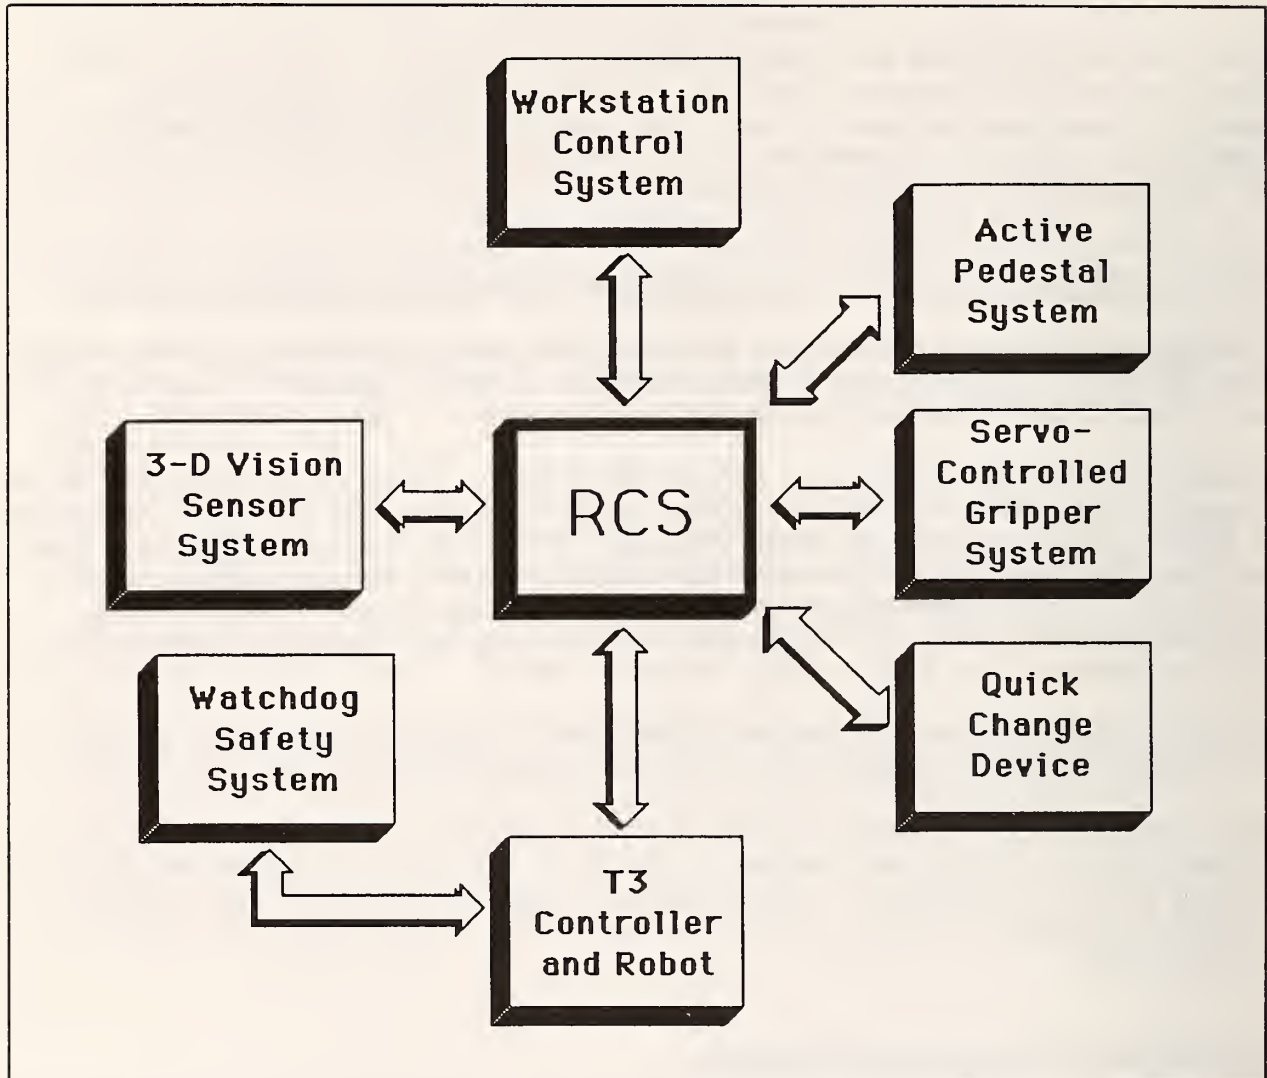 Workstation
Control
System
Active
Pedestal
System
3-D Vision
Sensor
System
RCS
Servo-
Controlled
Gripper
System
Watchdog
Safety
System
Quick
Change
Device
T3
Controller
and Robot